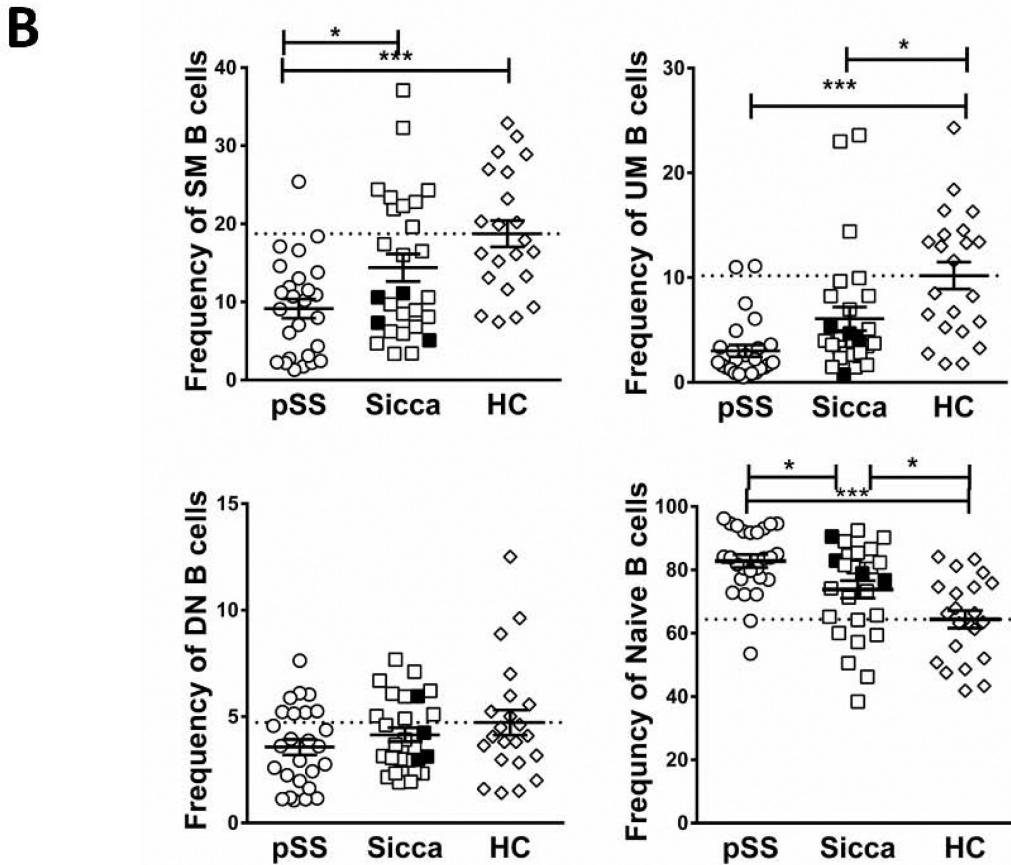 B
*
***
40
30
20
10
0
Frequency of SM B cells
pSS Sicca HC
*
***
30
20
10
0
Frequency of UM B cells
pSS Sicca HC
15
10
5
0
Frequency of DN B cells
pSS Sicca HC
* *
***
100
80
60
40
20
0
Frequncy of Naive B cells
pSS Sicca HC